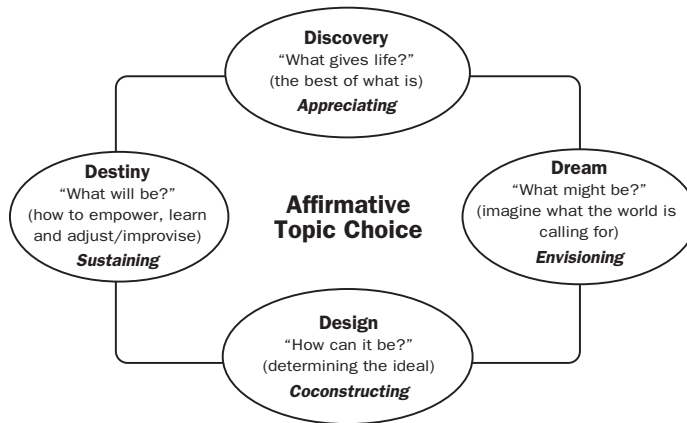 Discovery
“What gives life?”
(the best of what is)
Appreciating
Destiny
“What will be?”
(how to empower, learn
and adjust/improvise)
Sustaining
Affirmative
Topic Choice
Dream
“What might be?”
(imagine what the world is
calling for)
Envisioning
Design
“How can it be?”
(determining the ideal)
Coconstructing